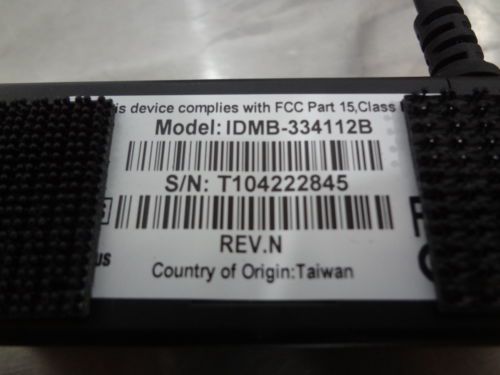 is device complies with FCC Part 15,Class
Model: IDMB-334112B
S/N: T104222845
REV.N
Country of Origin:Taiwan